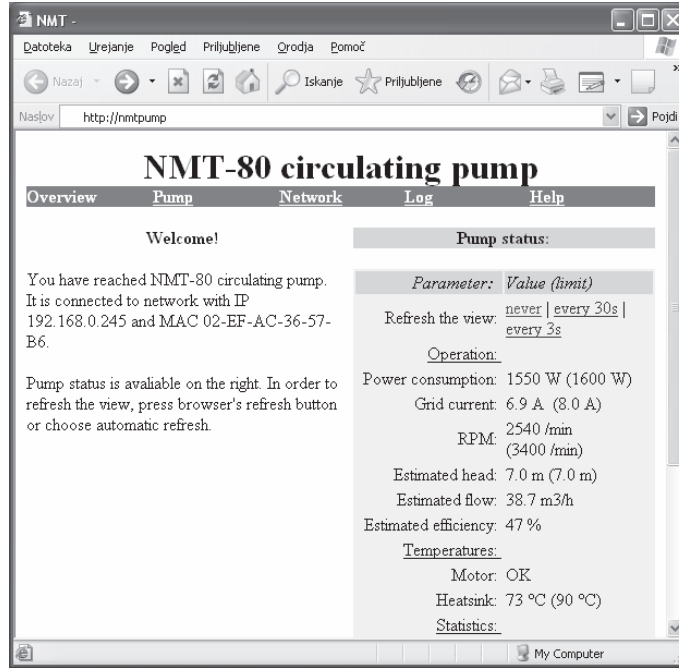 NMT -
Datoteka Urejanje Pogled Priljubljene Orodja Pomoč
Nazaj Iskanje Priljubljene »
Naslov http://nmtpump Pojdi
NMT-80 circulating pump
Overview Pump Network Log Help
Welcome!
You have reached NMT-80 circulating pump.
It is connected to network with IP
192.168.0.245 and MAC 02-EF-AC-36-57-
B6.
Pump status is avaliable on the right. In order to
refresh the view, press browser's refresh button
or choose automatic refresh.
Pump status:
Parameter: Value (limit)
Refresh the view: never | every 30s |
every 3s
Operation:
Power consumption: 1550 W (1600 W)
Grid current: 6.9 A (8.0 A)
RPM: 2540 /min
(3400 /min)
Estimated head: 7.0 m (7.0 m)
Estimated flow: 38.7 m3/h
Estimated efficiency: 47 %
Temperatures:
Motor: OK
Heatsink: 73 °C (90 °C)
Statistics:
My Computer